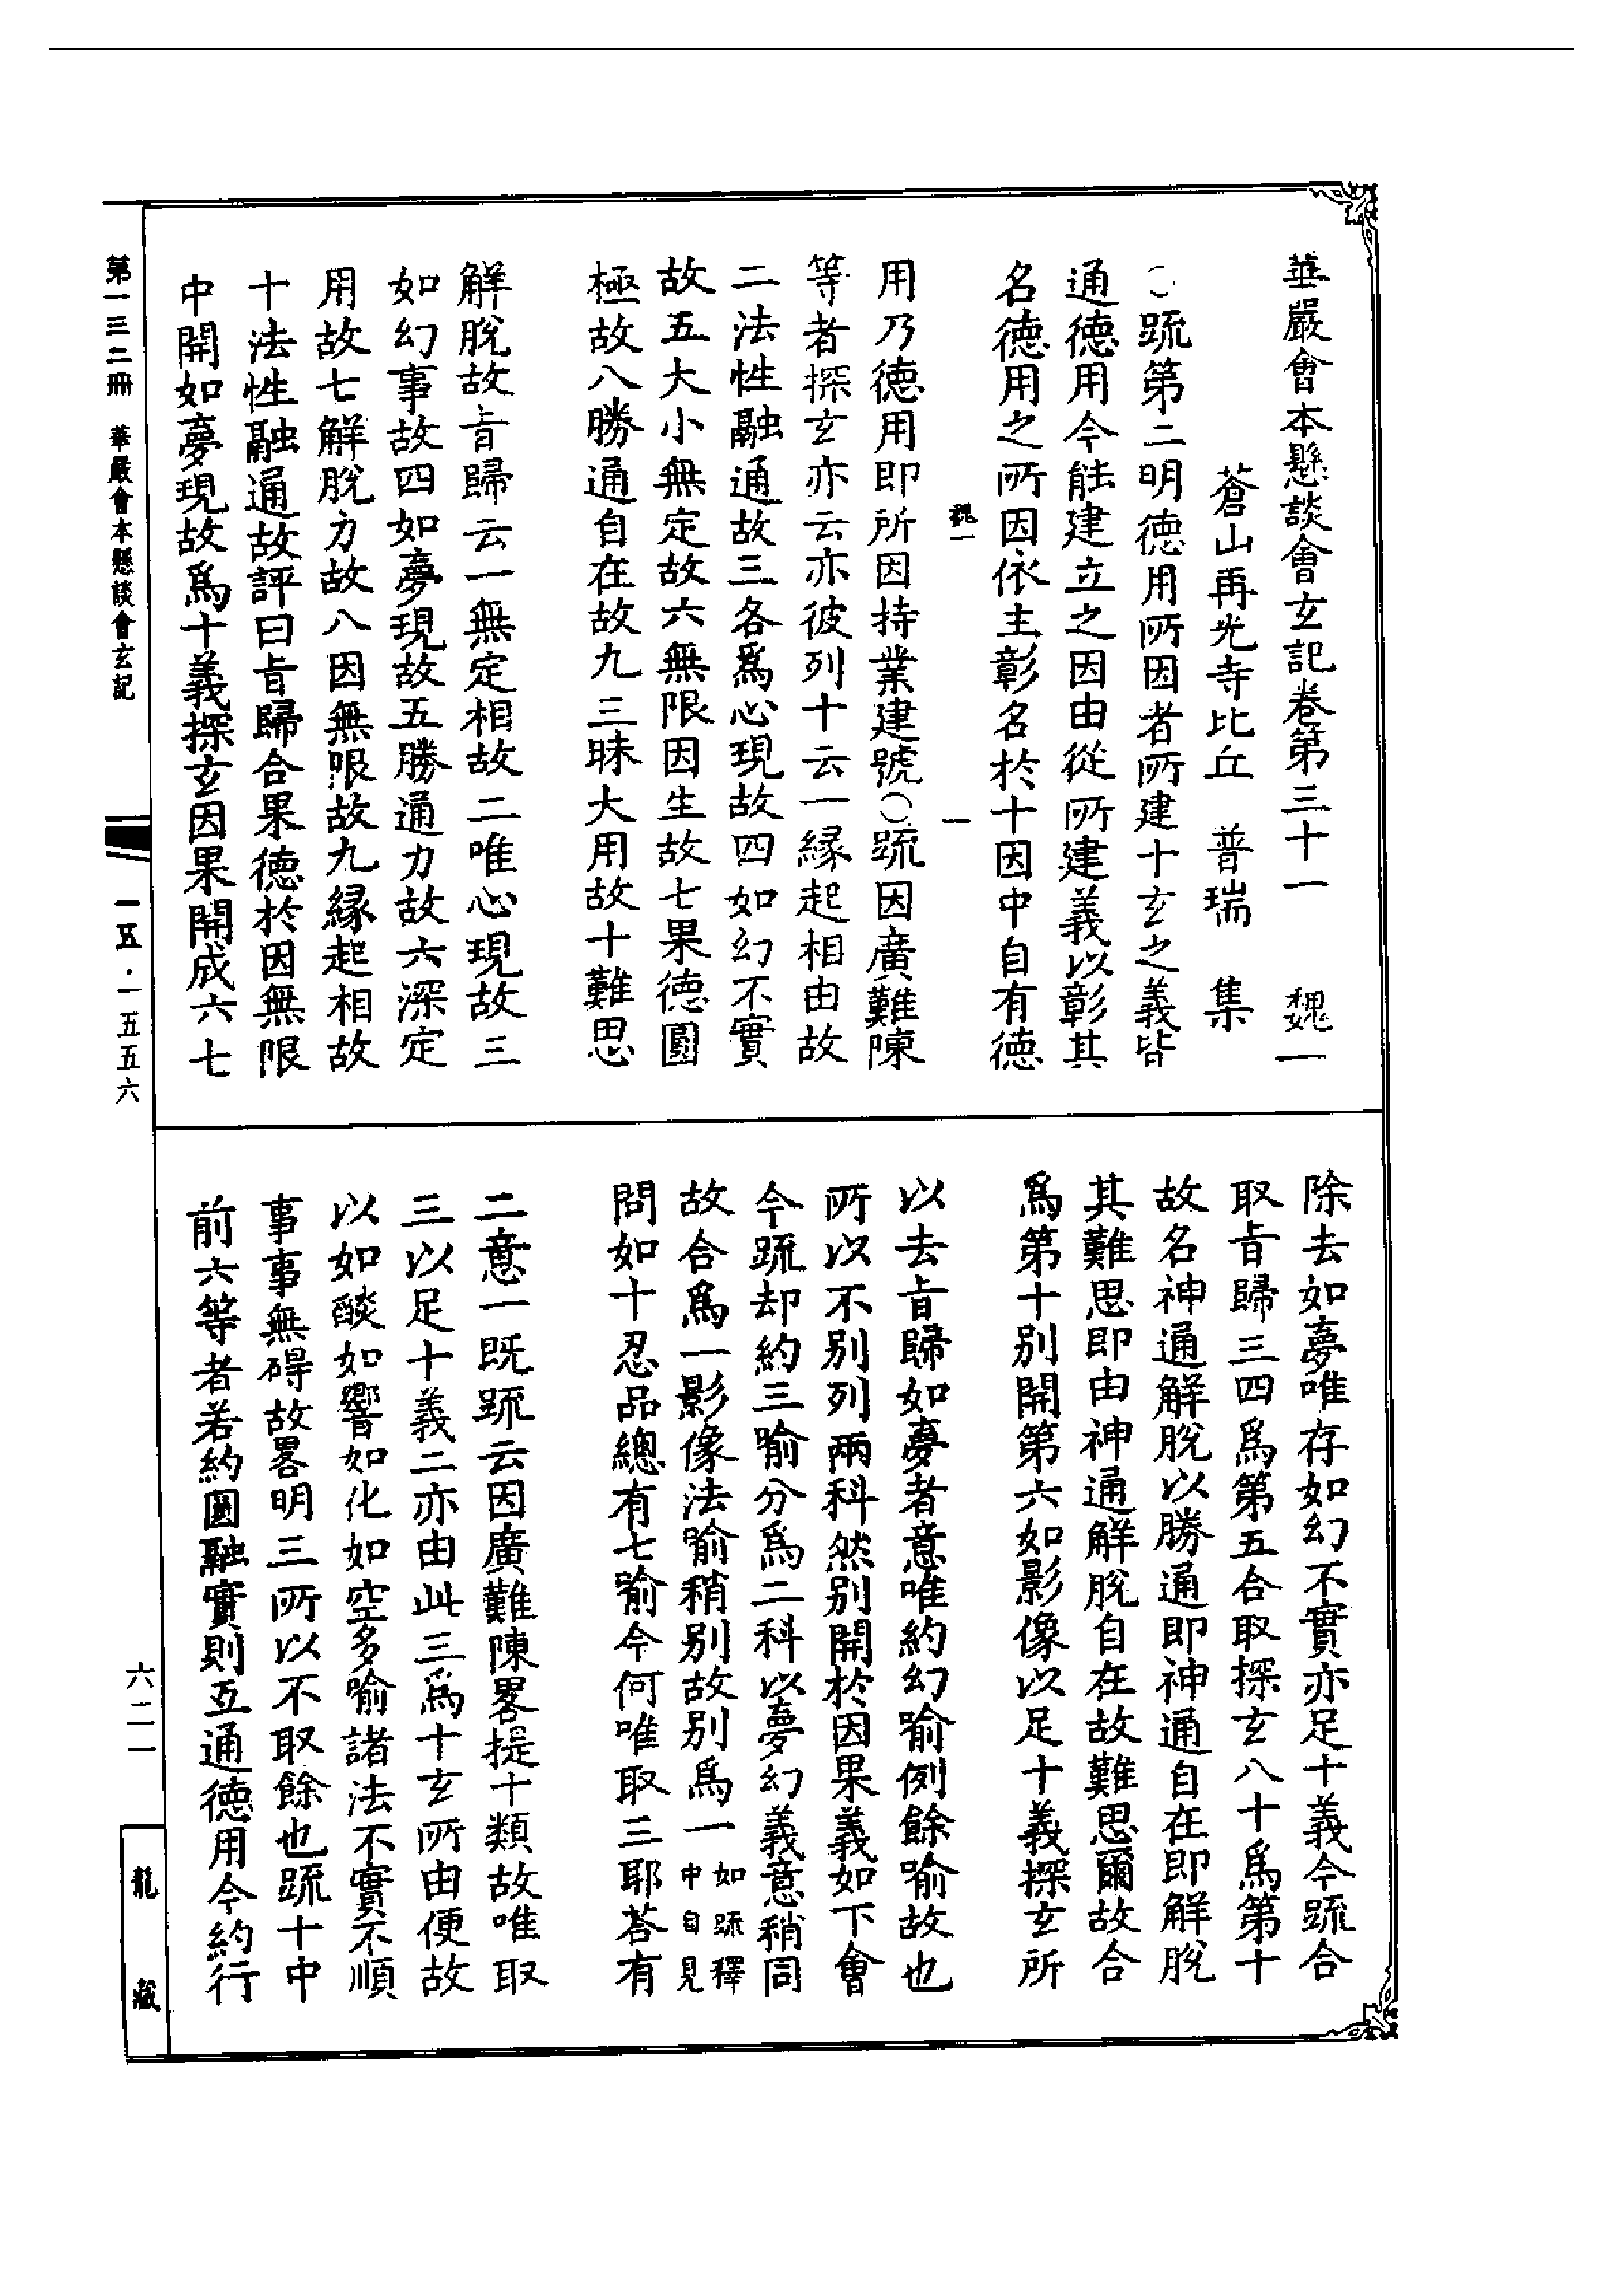 華嚴會本懸談會玄記卷第三十一　魏一
蒼山再光寺比丘　普瑞　集
○疏第二明德用所因者所建十玄之義皆
通德用今能建立之因由從所建義以彰其
名德用之所因依主彰名於十因中自有德
魏一　一
用乃德用即所因持業建號○疏因廣難陳
等者探玄亦云亦彼列十云一緣起相由故
二法性融通故三各爲心現故四如幻不實
故五大小無定故六無限因生故七果德圓
極故八勝通自在故九三昧大用故十難思
解脫故旨歸云一無定相故二唯心現故三
如幻事故四如夢現故五勝通力故六深定
用故七解脫力故八因無限故九緣起相故
十法性融通故評曰旨歸合果德於因無限
中開如夢現故爲十義探玄因果開成六七
除去如夢唯存如幻不實亦足十義今疏合
取旨歸三四爲第五合取探玄八十爲第十
故名神通解脫以勝通即神通自在即解脫
其難思即由神通解脫自在故難思爾故合
爲第十別開第六如影像以足十義探玄所
以去旨歸如夢者意唯約幻喻例餘喻故也
所以不別列兩科然別開於因果義如下會
今疏却約三喻分爲二科以夢幻義意稍同
故合爲一影像法喻稍別故別爲一如疏釋中自見
問如十忍品總有七喻今何唯取三耶荅有
二意一既疏云因廣難陳畧提十類故唯取
三以足十義二亦由此三爲十玄所由便故
以如燄如響如化如空多喻諸法不實不順
事事無碍故畧明三所以不取餘也疏十中
前六等者若約圓融實則互通德用今約行
第一三二冊　華嚴會本懸談會玄記
一五·一五五六
六二一
龍藏